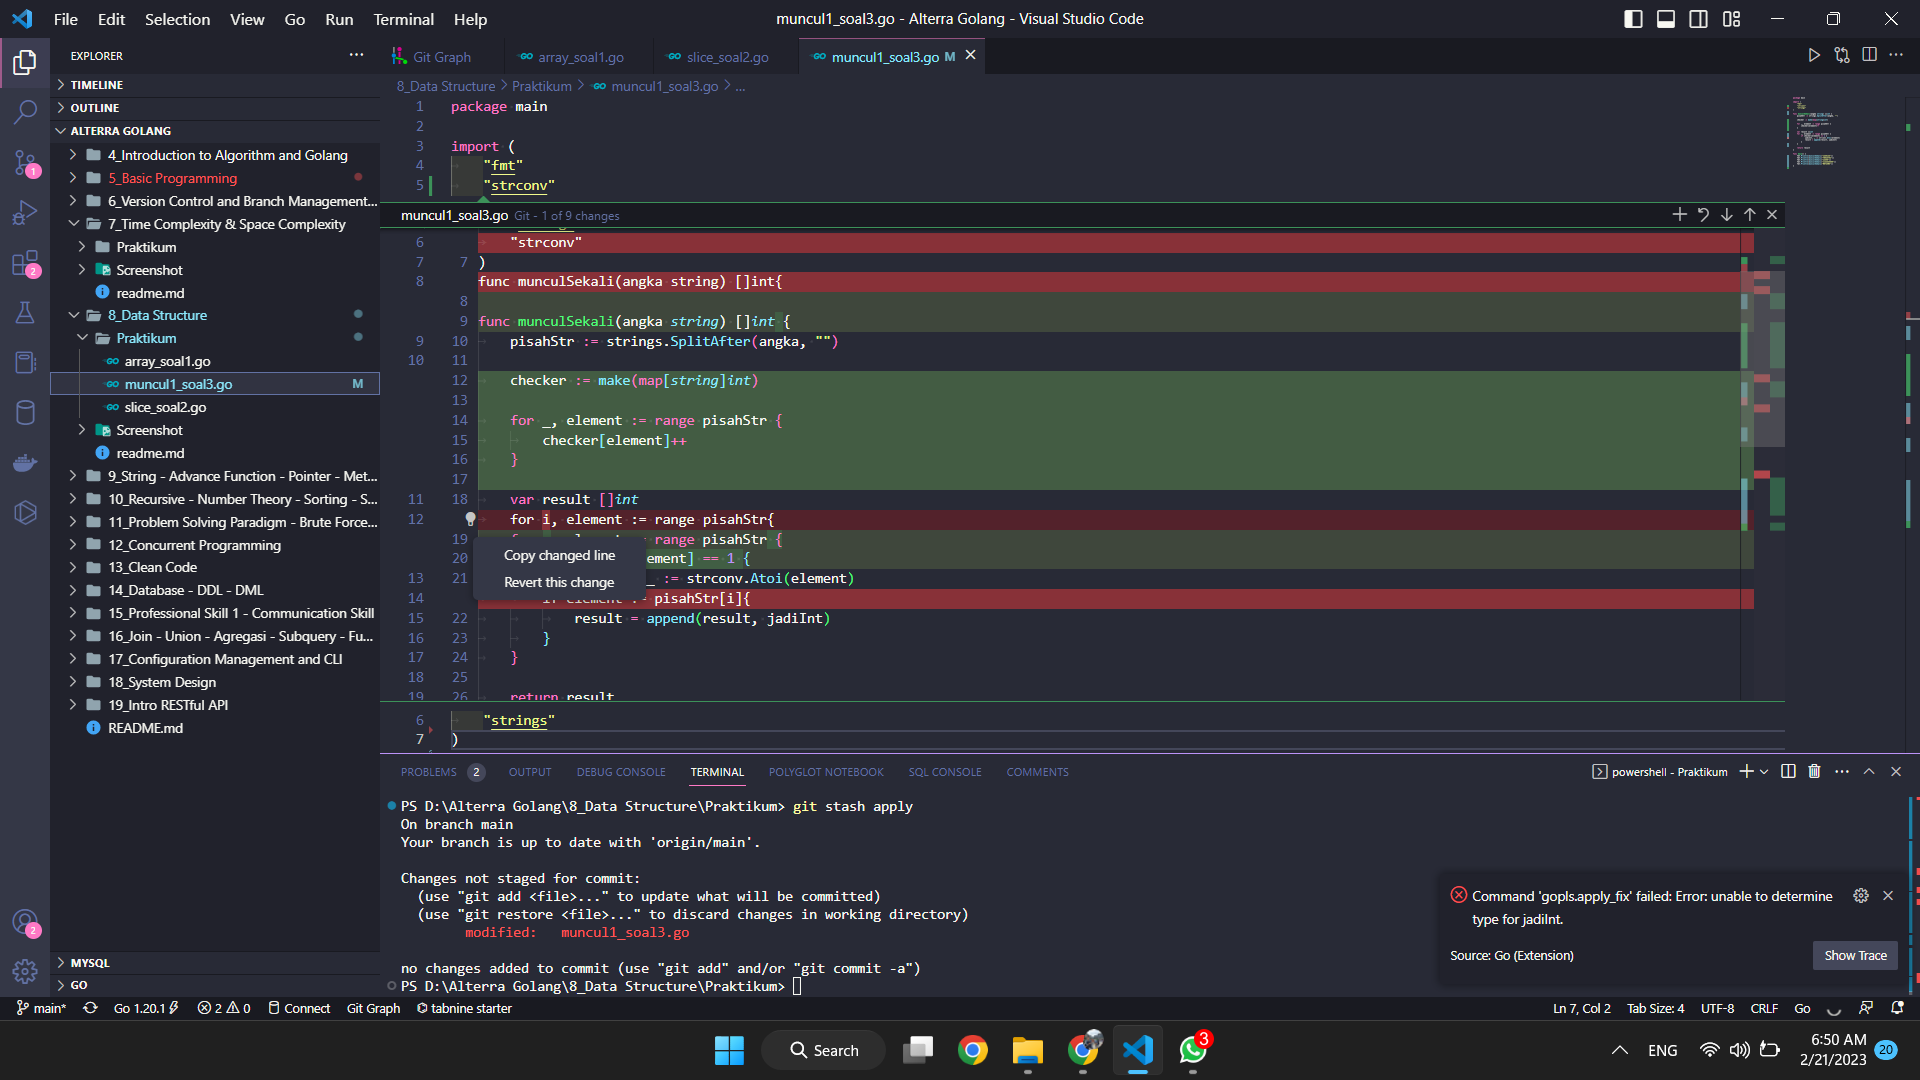 File Edit Selection View Go Run Terminal Help
muncul1_soal3.go - Alterra Golang - Visual Studio Code
EXPLORER
TIMELINE
OUTLINE
ALTERRA GOLANG
4_Introduction to Algorithm and Golang
5_Basic Programming
6_Version Control and Branch Management...
7_Time Complexity & Space Complexity
Praktikum
Screenshot
readme.md
8_Data Structure
Praktikum
array_soal1.go
muncul1_soal3.go M
slice_soal2.go
Screenshot
readme.md
9_String - Advance Function - Pointer - Met...
10_Recursive - Number Theory - Sorting - S...
11_Problem Solving Paradigm - Brute Force...
12_Concurrent Programming
13_Clean Code
14_Database - DDL - DML
15_Professional Skill 1 - Communication Skill
16_Join - Union - Agregasi - Subquery - Fu...
17_Configuration Management and CLI
18_System Design
19_Intro RESTful API
README.md
MYSQL
GO
1
2
2
Git Graph
array_soal1.go
slice_soal2.go
muncul1_soal3.go M
8_Data Structure > Praktikum > muncul1_soal3.go > ...
1 package main
2
3 import (
4 "fmt"
5 "strconv"
muncul1_soal3.go Git - 1 of 9 changes
6 "strconv"
7 7 )
8 func munculSekali(angka string) []int{
8
9 func munculSekali(angka string) []int {
9 10 pisahStr := strings.SplitAfter(angka, "")
10 11
12 checker := make(map[string]int)
13
14 for _, element := range pisahStr {
15 checker[element]++
16 }
17
11 18 var result []int
12 for i, element := range pisahStr{
19 range pisahStr {
20 ement] == 1 {
13 21 _ := strconv.Atoi(element)
14 pisahStr[i]{
15 22 result = append(result, jadiInt)
16 23 }
17 24 }
18 25
19 26 return result
Copy changed line
Revert this change
6 "strings"
7 )
PROBLEMS 2 OUTPUT DEBUG CONSOLE TERMINAL POLYGLOT NOTEBOOK SQL CONSOLE COMMENTS
powershell - Praktikum
PS D:\Alterra Golang\8_Data Structure\Praktikum> git stash apply
On branch main
Your branch is up to date with 'origin/main'.
Changes not staged for commit:
(use "git add <file>..." to update what will be committed)
(use "git restore <file>..." to discard changes in working directory)
modified: muncul1_soal3.go
no changes added to commit (use "git add" and/or "git commit -a")
PS D:\Alterra Golang\8_Data Structure\Praktikum>
Command 'gopls.apply_fix' failed: Error: unable to determine
type for jadiInt.
Source: Go (Extension)
Show Trace
main* Go 1.20.1 2 0 Connect Git Graph tabnine starter
Ln 7, Col 2 Tab Size: 4 UTF-8 CRLF Go
Search
3
ENG
6:50 AM
2/21/2023
20